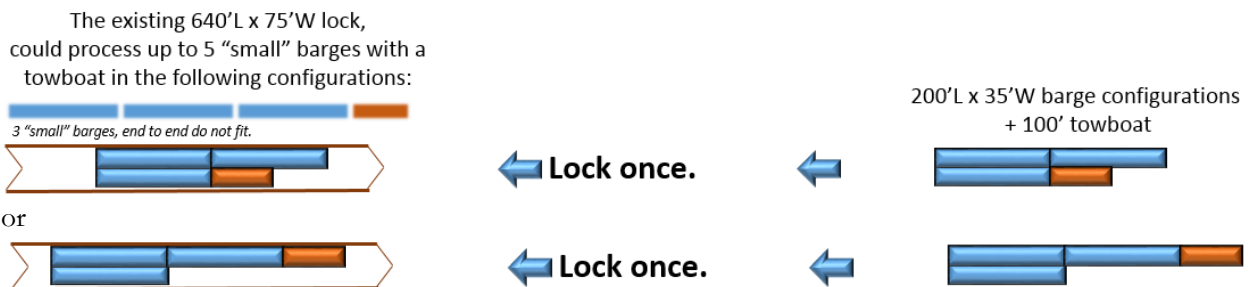 The existing 640'L x 75'W lock,
could process up to 5 “small” barges with a
towboat in the following configurations:
200'L x 35'W barge configurations
+ 100' towboat
3 “small” barges, end to end do not fit.
Lock once.
or
Lock once.